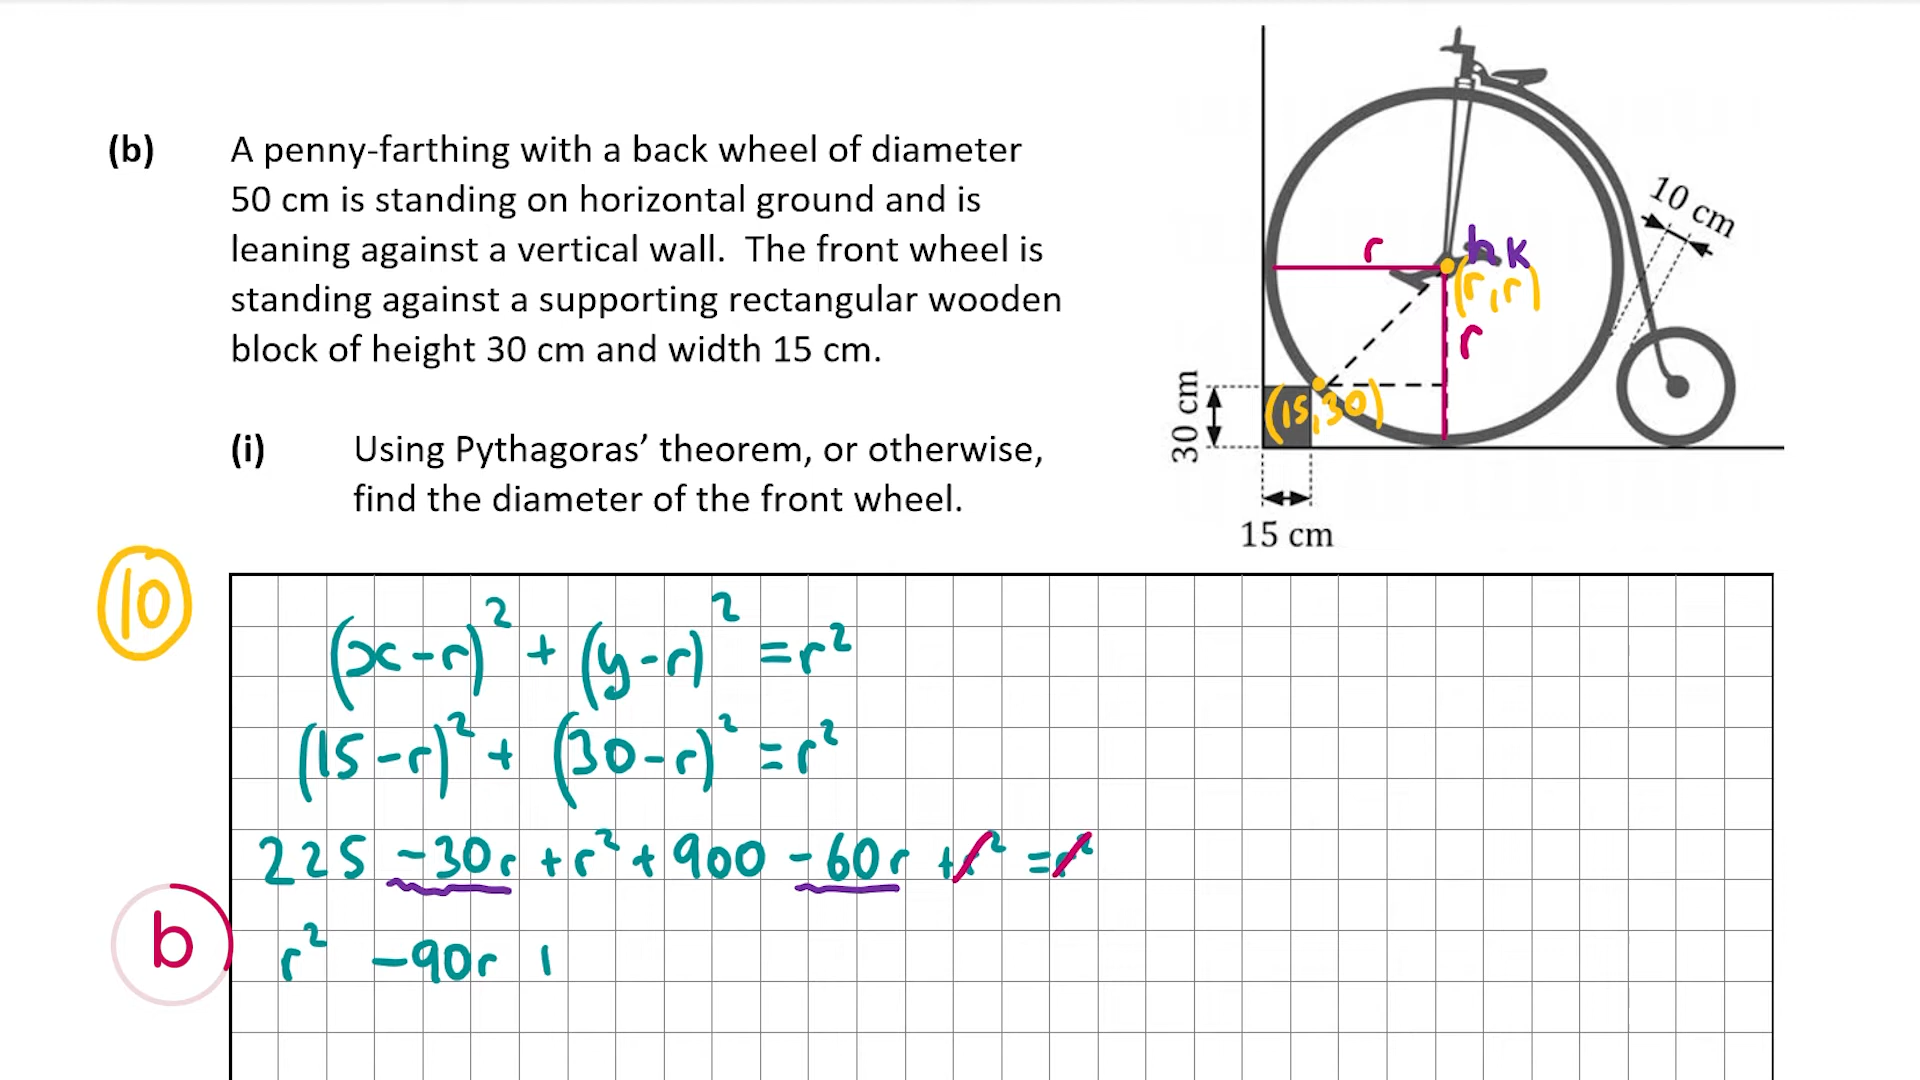 (b) A penny-farthing with a back wheel of diameter
50 cm is standing on horizontal ground and is
leaning against a vertical wall. The front wheel is
standing against a supporting rectangular wooden
block of height 30 cm and width 15 cm.
(i) Using Pythagoras’ theorem, or otherwise,
find the diameter of the front wheel.
10 cm
r
h k
(r,r)
r
(15,30)
30 cm
15 cm
10
(x-r)² + (y-r)² = r²
(15-r)² + (30-r)² = r²
225 -30r +r² + 900 -60r +r² = r²
b
r² -90r